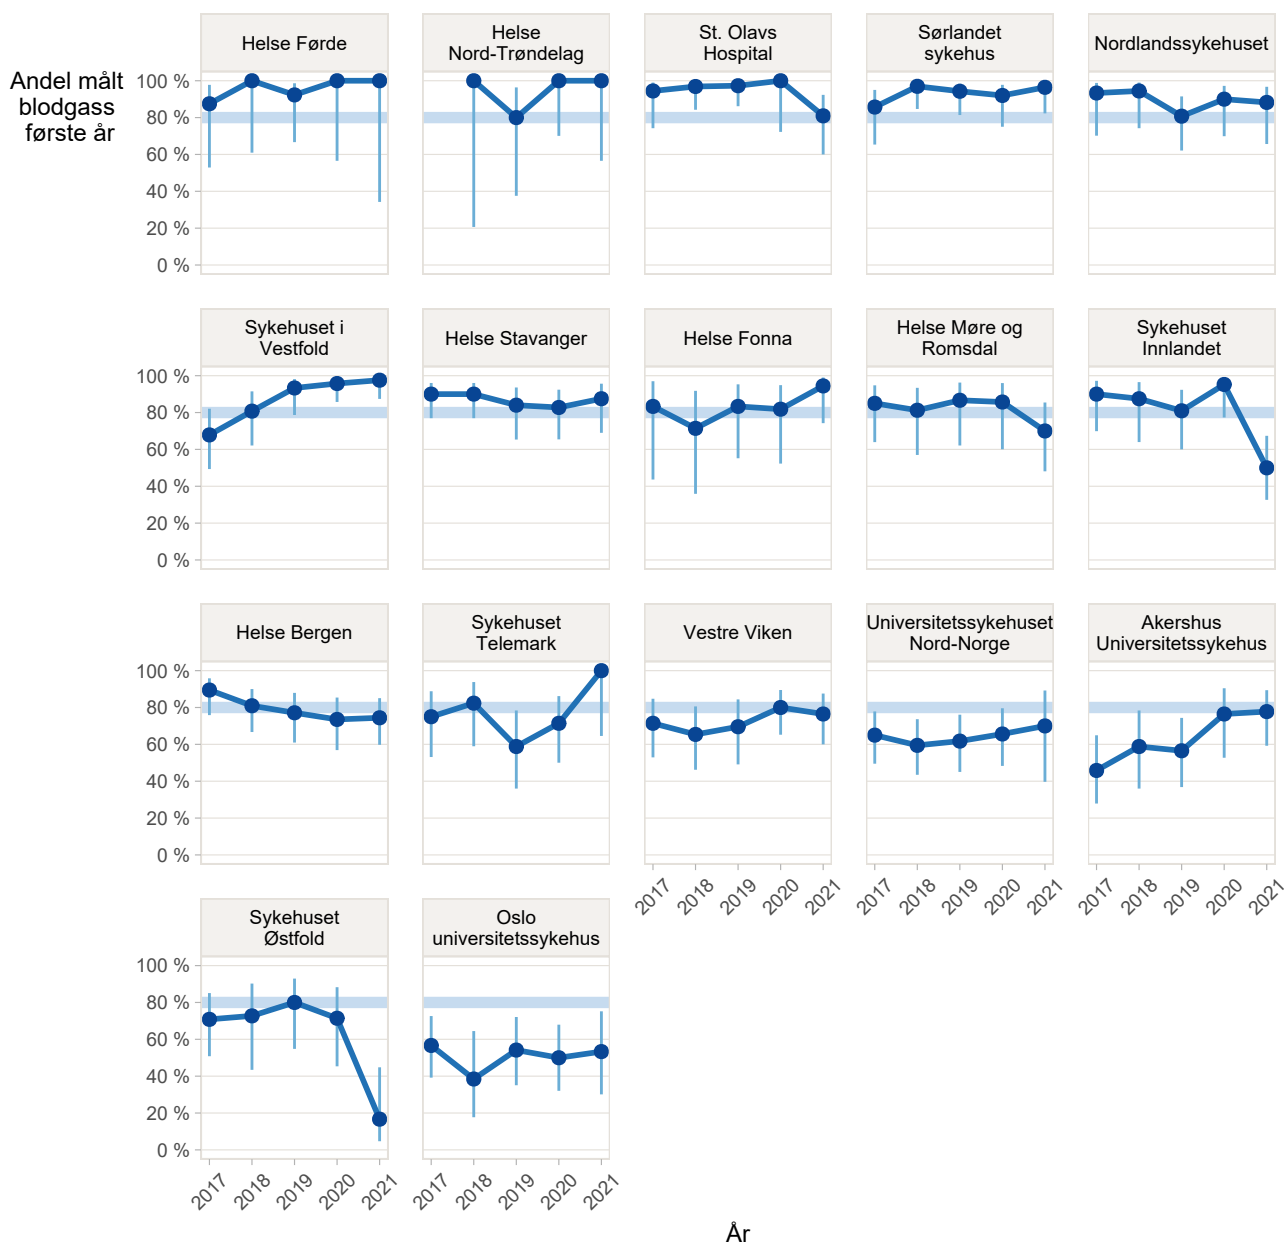 Andel målt
blodgass
første år
Helse Førde
Helse
Nord-Trøndelag
St. Olavs
Hospital
Sørlandet
sykehus
Nordlandssykehuset
100 %
80 %
60 %
40 %
20 %
0 %
Sykehuset i
Vestfold
Helse Stavanger
Helse Fonna
Helse Møre og
Romsdal
Sykehuset
Innlandet
100 %
80 %
60 %
40 %
20 %
0 %
Helse Bergen
Sykehuset
Telemark
Vestre Viken
Universitetssykehuset
Nord-Norge
Akershus
Universitetssykehus
100 %
80 %
60 %
40 %
20 %
0 %
2017 2018 2019 2020 2021
2017 2018 2019 2020 2021
2017 2018 2019 2020 2021
Sykehuset
Østfold
Oslo
universitetssykehus
100 %
80 %
60 %
40 %
20 %
0 %
2017 2018 2019 2020 2021
2017 2018 2019 2020 2021
År